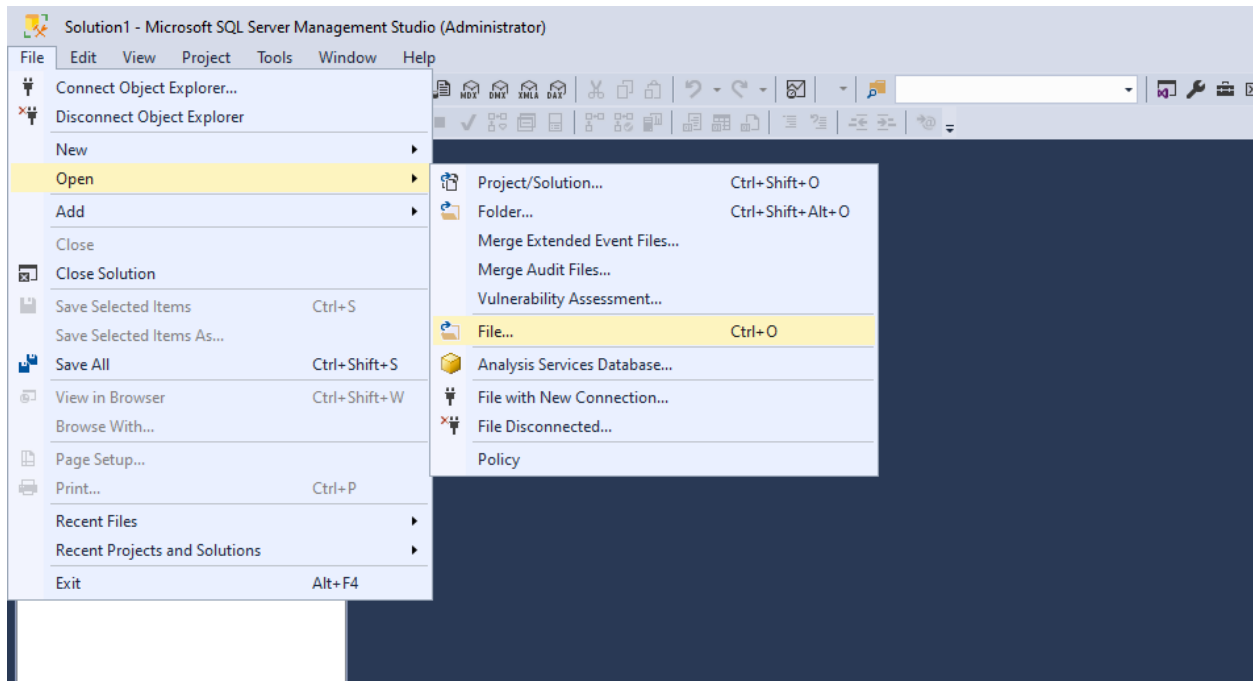 Solution1 - Microsoft SQL Server Management Studio (Administrator)
File Edit View Project Tools Window Help
MDX DMX XMLA DAX
Connect Object Explorer...
Disconnect Object Explorer
New
Open
Add
Close
Close Solution
Save Selected Items Ctrl+S
Save Selected Items As...
Save All Ctrl+Shift+S
View in Browser Ctrl+Shift+W
Browse With...
Page Setup...
Print... Ctrl+P
Recent Files
Recent Projects and Solutions
Exit Alt+F4
Project/Solution... Ctrl+Shift+O
Folder... Ctrl+Shift+Alt+O
Merge Extended Event Files...
Merge Audit Files...
Vulnerability Assessment...
File... Ctrl+O
Analysis Services Database...
File with New Connection...
File Disconnected...
Policy